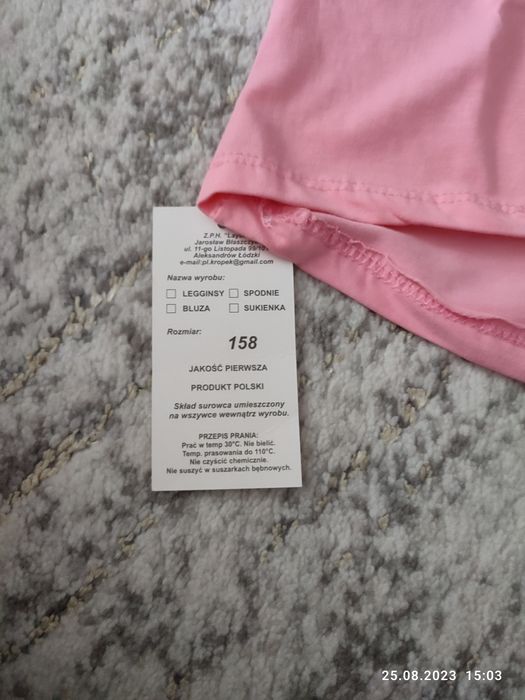 Z.P.H.
Jarosław
ul. 11-go Listopada
Aleksandrów Łódzki
e-mail:pl.kropek@gmail.com
Nazwa wyrobu:
LEGGINSY SPODNIE
BLUZA SUKIENKA
Rozmiar:
158
JAKOŚĆ PIERWSZA
PRODUKT POLSKI
Skład surowca umieszczony
na wszywce wewnątrz wyrobu.
PRZEPIS PRANIA:
Prać w temp 30°C. Nie bielić.
Temp. prasowania do 110°C.
Nie czyścić chemicznie.
Nie suszyć w suszarkach bębnowych.
25.08.2023 15:03